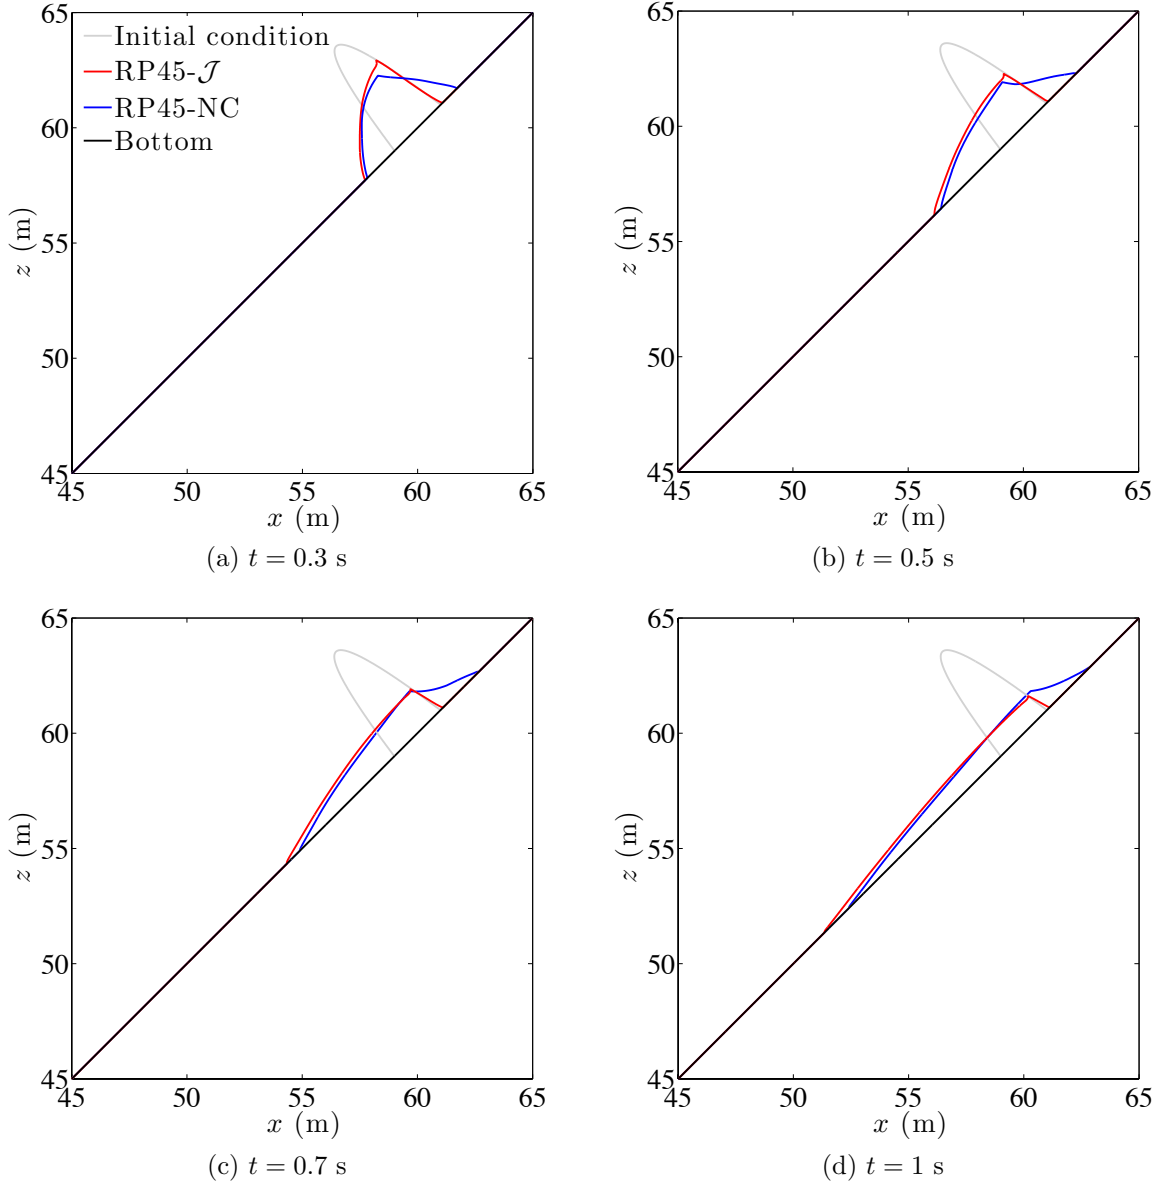 65
Initial condition
RP45-𝒥
RP45-NC
Bottom
60
55
50
45
z (m)
45 50 55 60 65
x (m)
(a) t = 0.3 s
65
60
55
50
45
z (m)
45 50 55 60 65
x (m)
(b) t = 0.5 s
65
60
55
50
45
z (m)
45 50 55 60 65
x (m)
(c) t = 0.7 s
65
60
55
50
45
z (m)
45 50 55 60 65
x (m)
(d) t = 1 s